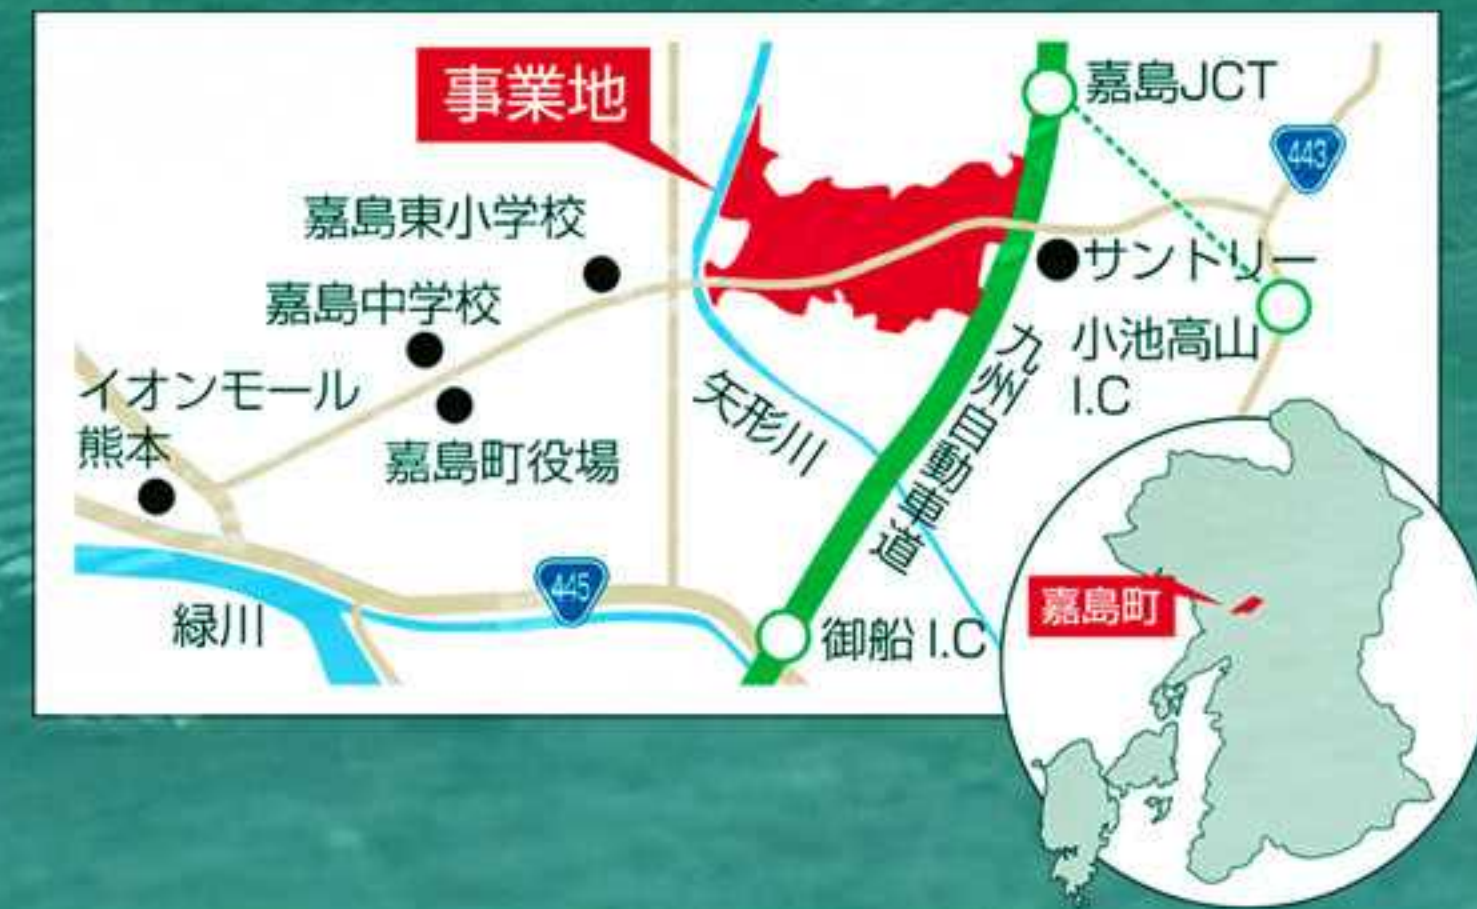 事業地
嘉島JCT
443
嘉島東小学校
サントリー
嘉島中学校
小池高山
I.C
イオンモール
熊本
嘉島町役場
矢形川
九州自動車道
445
緑川
御船 I.C
嘉島町